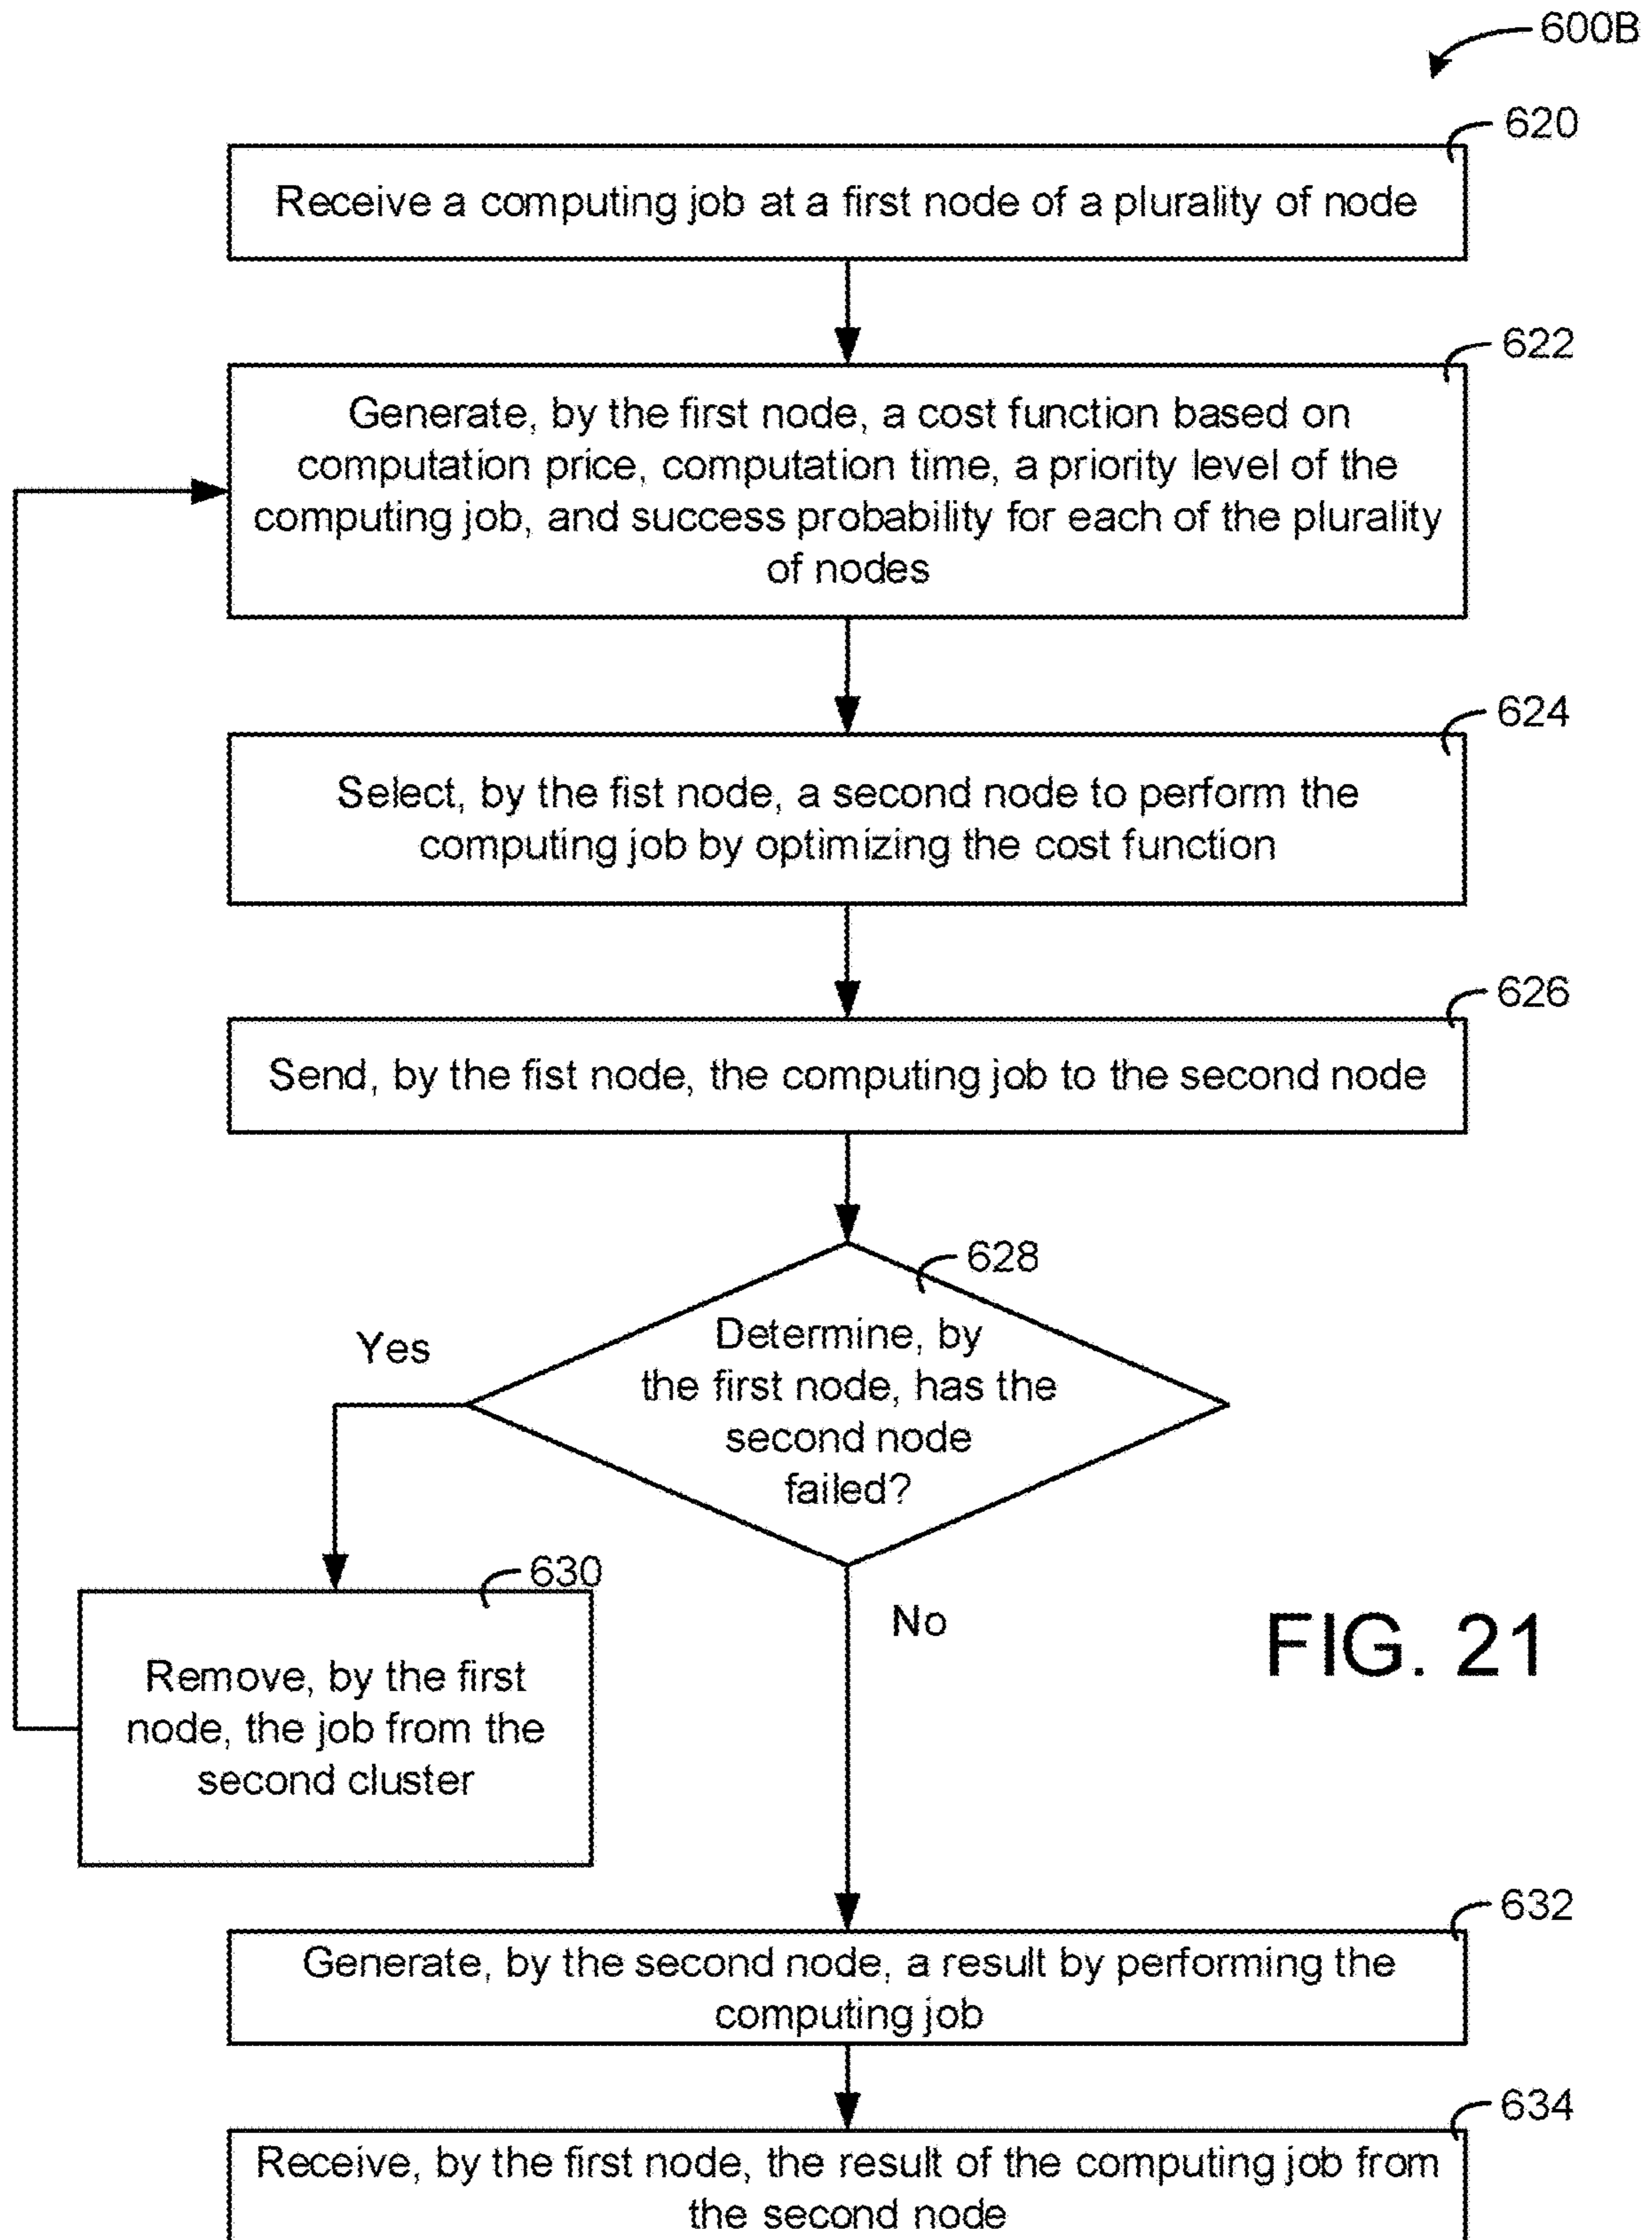 600B
620
Receive a computing job at a first node of a plurality of node
622
Generate, by the first node, a cost function based on
computation price, computation time, a priority level of the
computing job, and success probability for each of the plurality
of nodes
624
Select, by the fist node, a second node to perform the
computing job by optimizing the cost function
626
Send, by the fist node, the computing job to the second node
628
Determine, by
the first node, has the
second node
failed?
Yes
630
Remove, by the first
node, the job from the
second cluster
No
FIG. 21
632
Generate, by the second node, a result by performing the
computing job
634
Receive, by the first node, the result of the computing job from
the second node